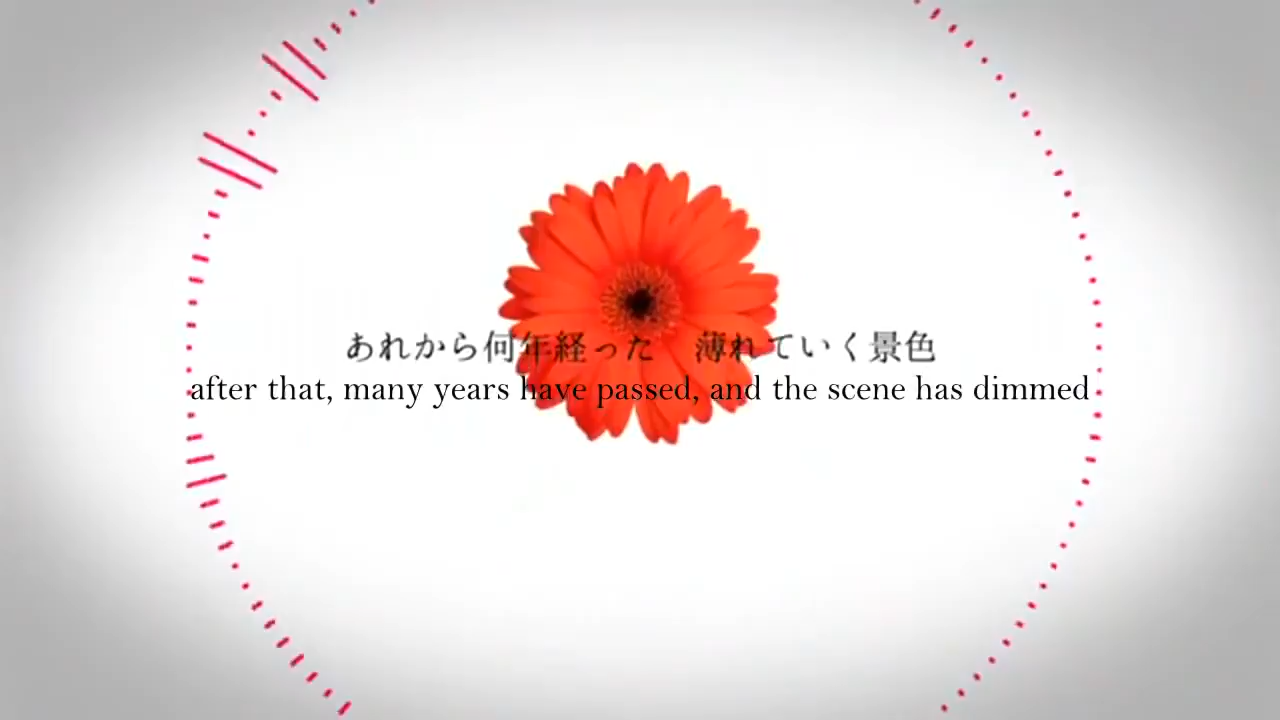 あれから何年経った　薄れていく景色
after that, many years have passed, and the scene has dimmed